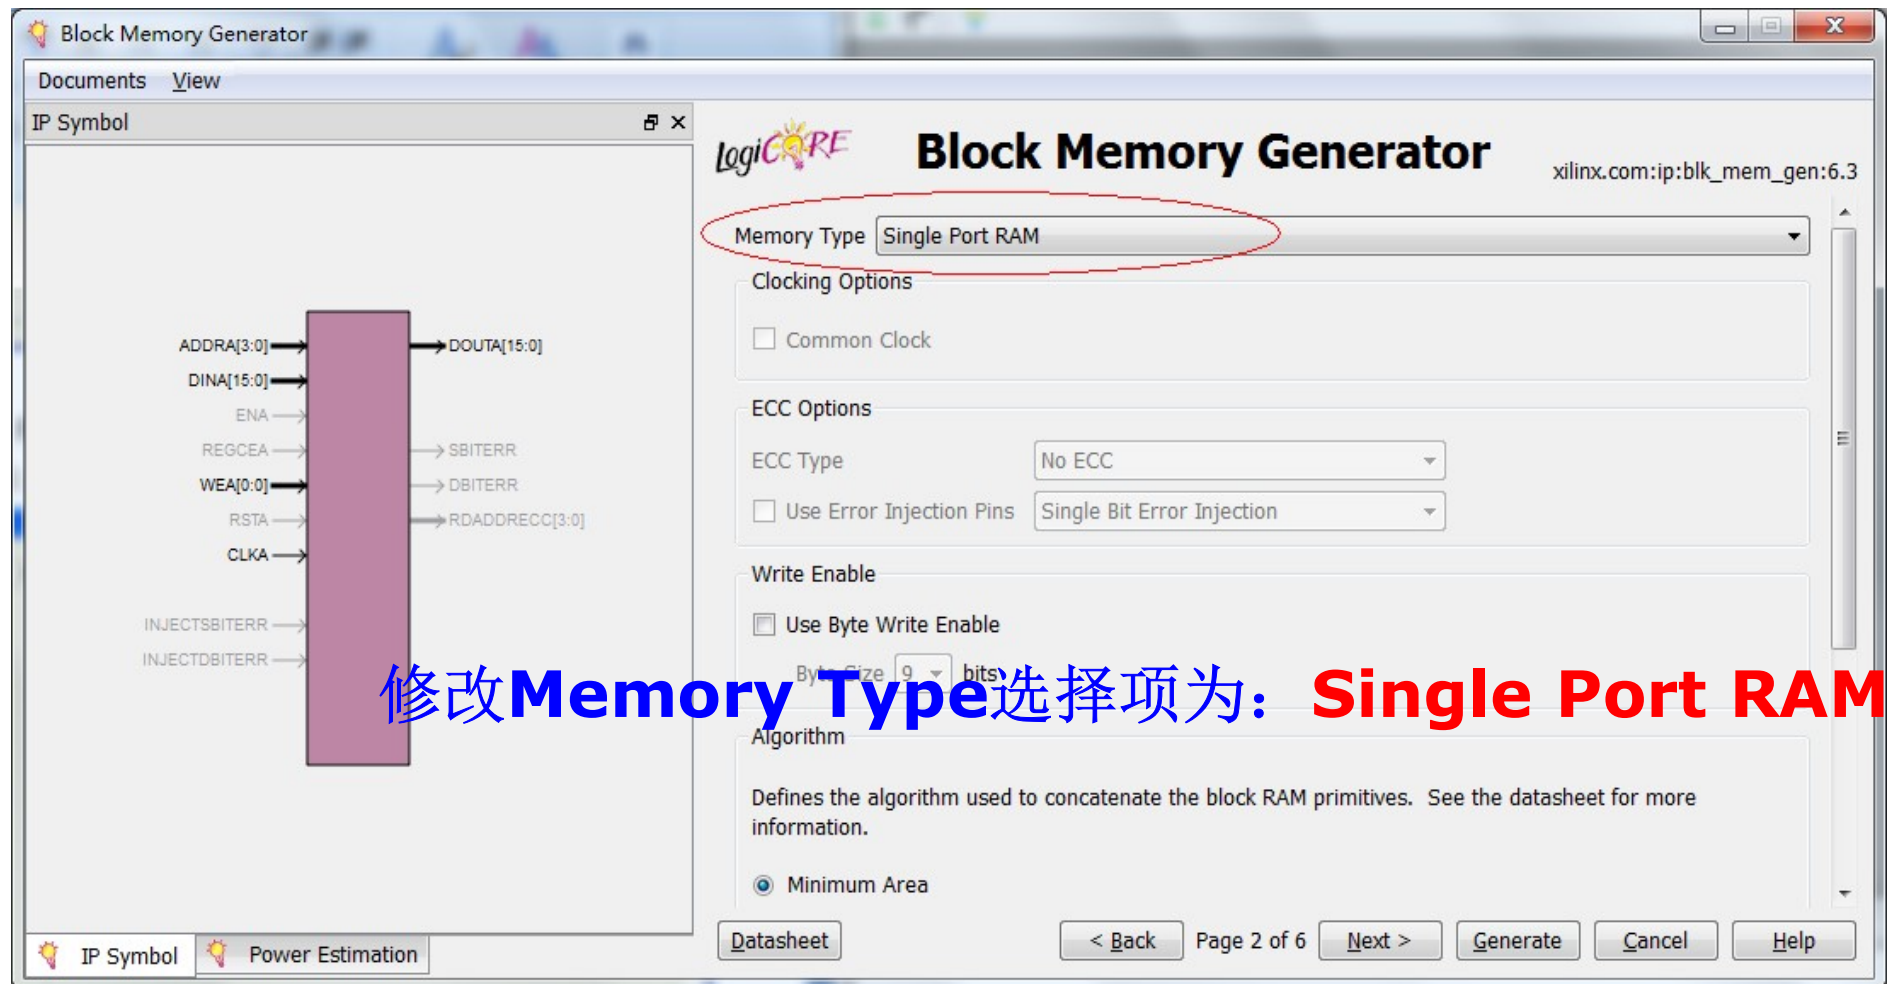 Block Memory Generator
Documents View
IP Symbol
ADDRA[3:0]
DINA[15:0]
ENA
REGCEA
WEA[0:0]
RSTA
CLKA
INJECTSBITERR
INJECTDBITERR
DOUTA[15:0]
SBITERR
DBITERR
RDADDRECC[3:0]
IP Symbol Power Estimation
LogiCORE
Block Memory Generator
xilinx.com:ip:blk_mem_gen:6.3
Memory Type Single Port RAM
Clocking Options
Common Clock
ECC Options
ECC Type No ECC
Use Error Injection Pins Single Bit Error Injection
Write Enable
Use Byte Write Enable
Byte Size 9 bits
修改Memory Type选择项为：Single Port RAM
Algorithm
Defines the algorithm used to concatenate the block RAM primitives. See the datasheet for more
information.
Minimum Area
Datasheet < Back Page 2 of 6 Next > Generate Cancel Help